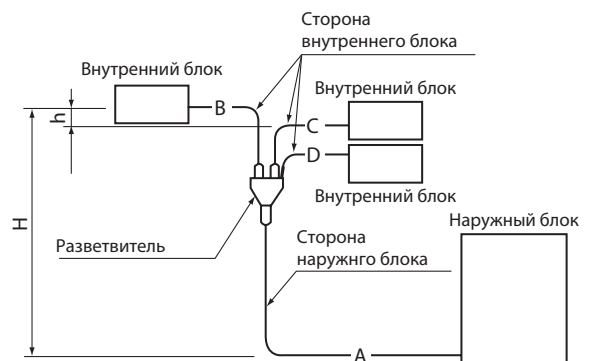 Сторона
внутреннего блока
Внутренний блок
Внутренний блок
B
h
C
D
Внутренний блок
H
Наружный блок
Разветвитель
Сторона
наружнго блока
A